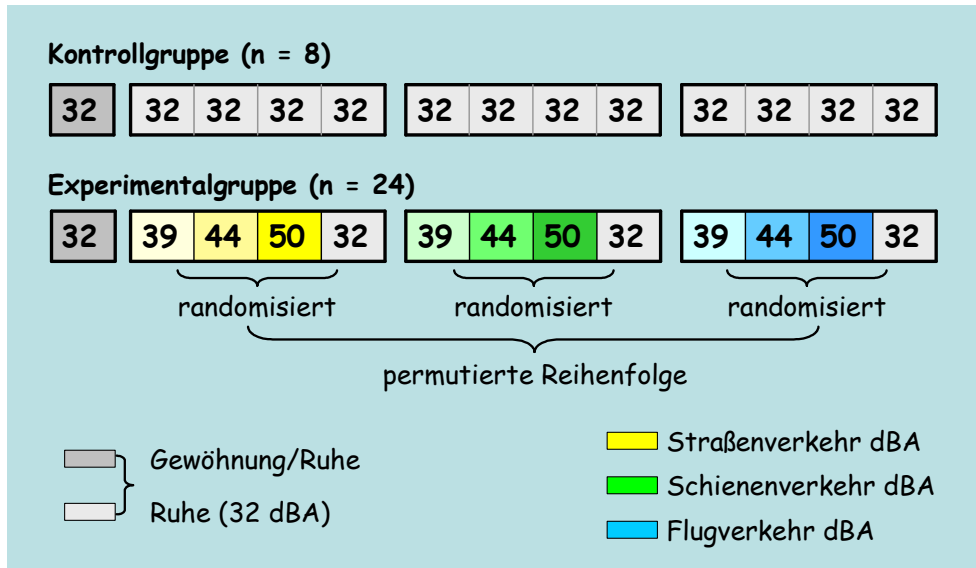 Kontrollgruppe (n = 8)
32 32 32 32 32 32 32 32 32 32 32 32 32
Experimentalgruppe (n = 24)
32 39 44 50 32 39 44 50 32 39 44 50 32
randomisiert randomisiert randomisiert
permutierte Reihenfolge
Gewöhnung/Ruhe
Ruhe (32 dBA)
Straßenverkehr dBA
Schienenverkehr dBA
Flugverkehr dBA